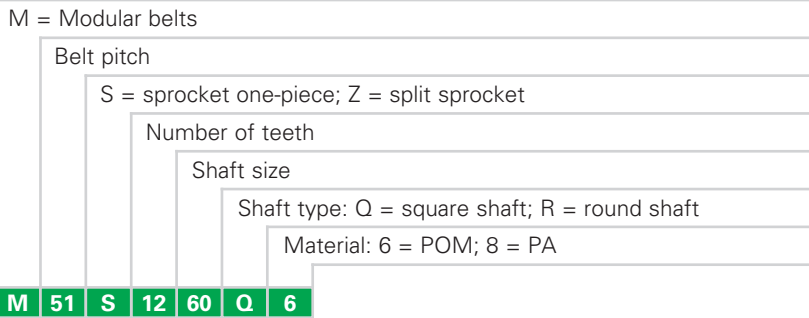 M = Modular belts
Belt pitch
S = sprocket one-piece; Z = split sprocket
Number of teeth
Shaft size
Shaft type: Q = square shaft; R = round shaft
Material: 6 = POM; 8 = PA
M 51 S 12 60 Q 6